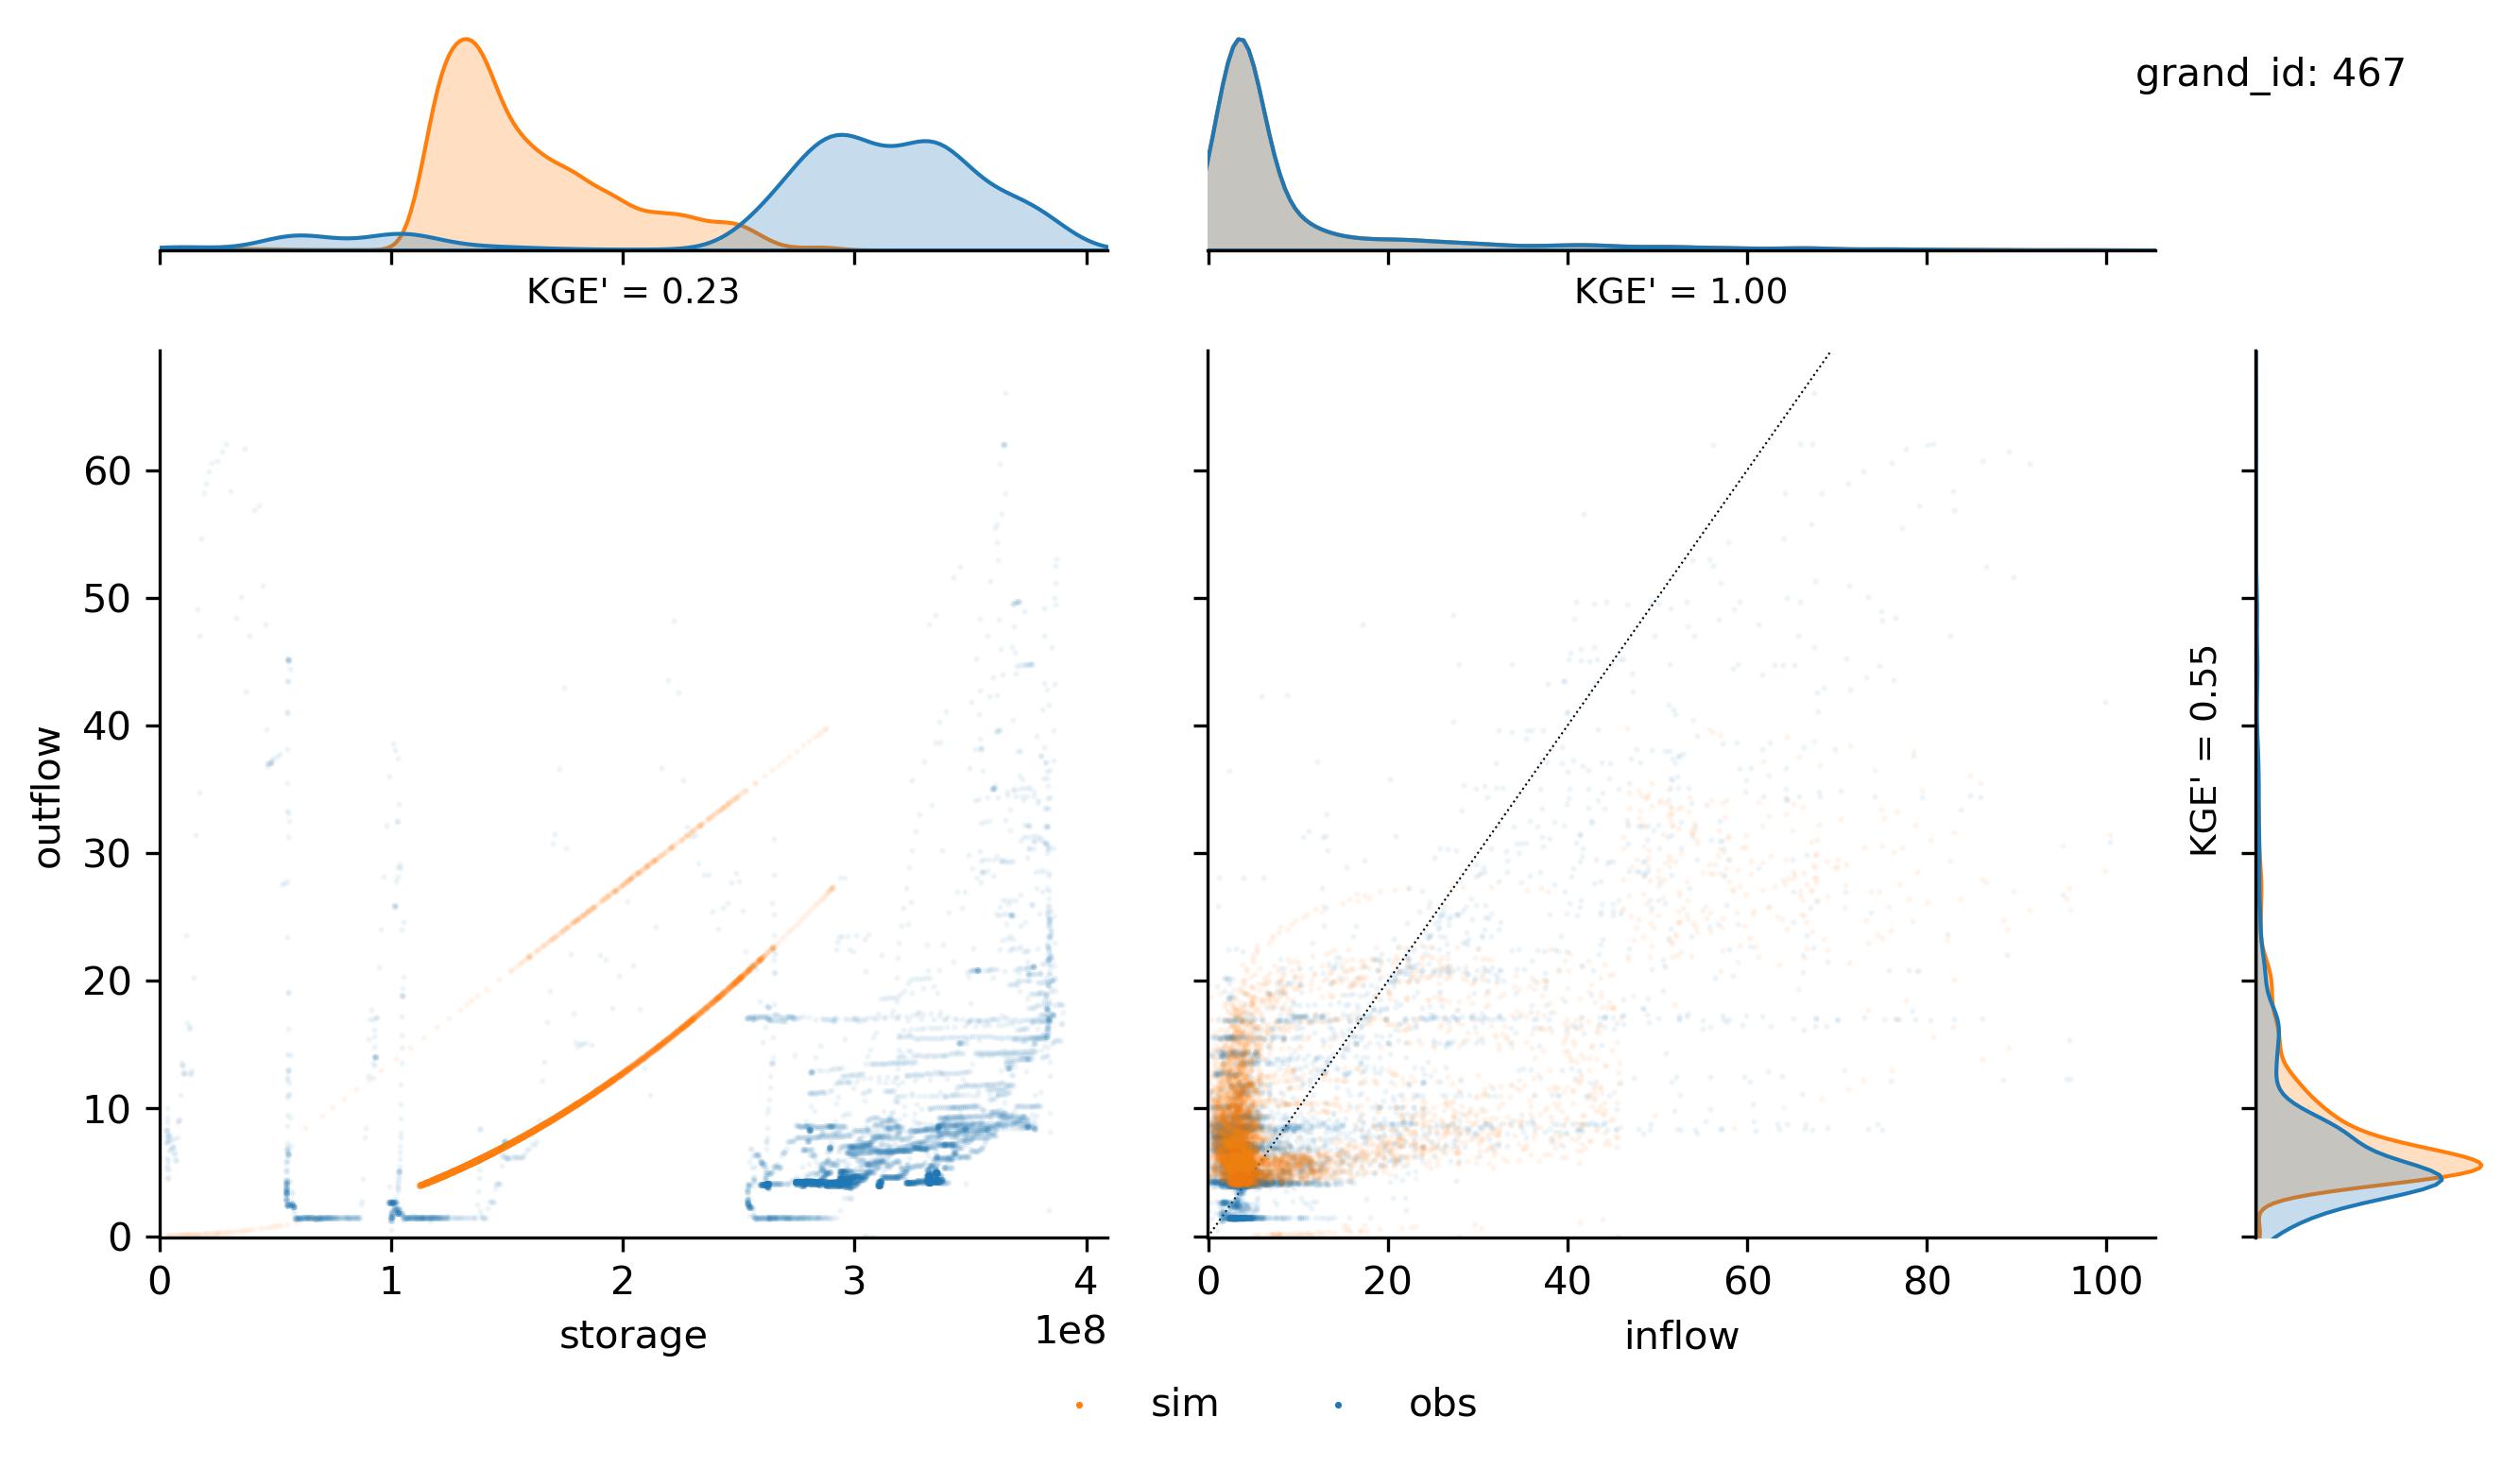 grand_id: 467
KGE' = 0.23
KGE' = 1.00
60
50
40
30
20
10
0
outflow
KGE' = 0.55
0 1 2 3 4
1e8
storage
0 20 40 60 80 100
inflow
sim obs